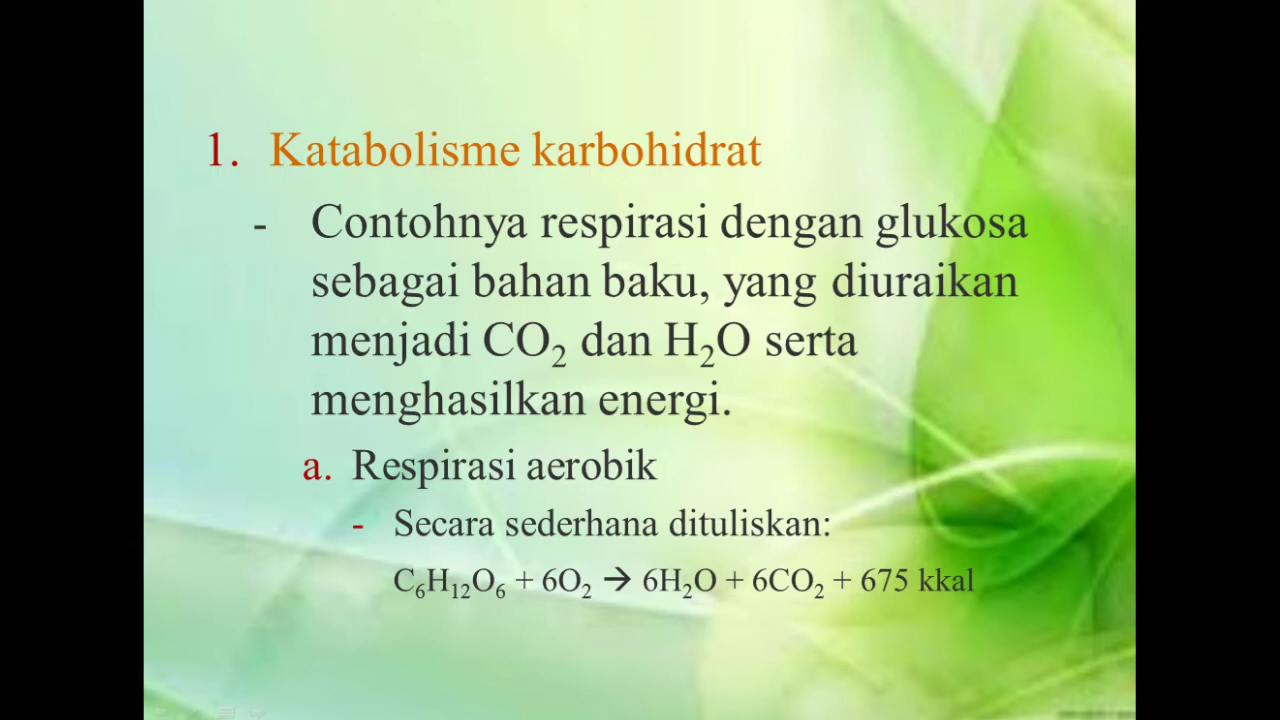 1. Katabolisme karbohidrat
- Contohnya respirasi dengan glukosa
sebagai bahan baku, yang diuraikan
menjadi CO₂ dan H₂O serta
menghasilkan energi.
a. Respirasi aerobik
- Secara sederhana dituliskan:
C₆H₁₂O₆ + 6O₂ → 6H₂O + 6CO₂ + 675 kkal